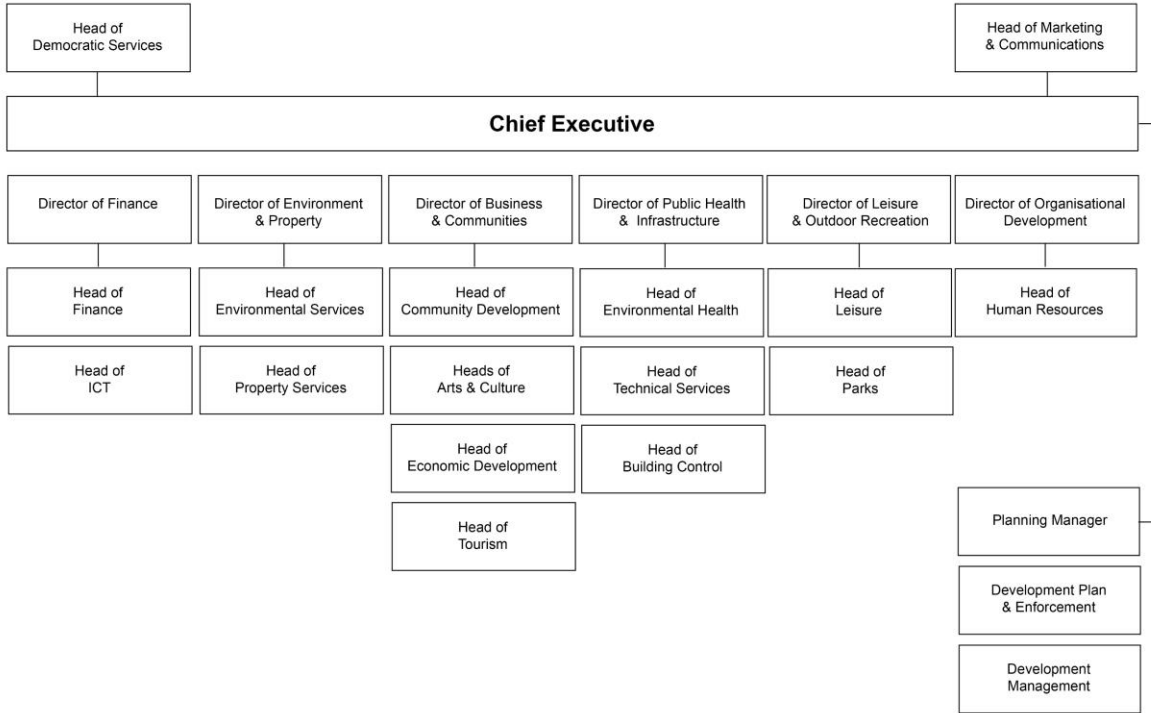 Head of
Democratic Services
Head of Marketing
& Communications
Chief Executive
Director of Finance
Director of Environment
& Property
Director of Business
& Communities
Director of Public Health
& Infrastructure
Director of Leisure
& Outdoor Recreation
Director of Organisational
Development
Head of
Finance
Head of
Environmental Services
Head of
Community Development
Head of
Environmental Health
Head of
Leisure
Head of
Human Resources
Head of
ICT
Head of
Property Services
Heads of
Arts & Culture
Head of
Technical Services
Head of
Parks
Head of
Economic Development
Head of
Building Control
Head of
Tourism
Planning Manager
Development Plan
& Enforcement
Development
Management